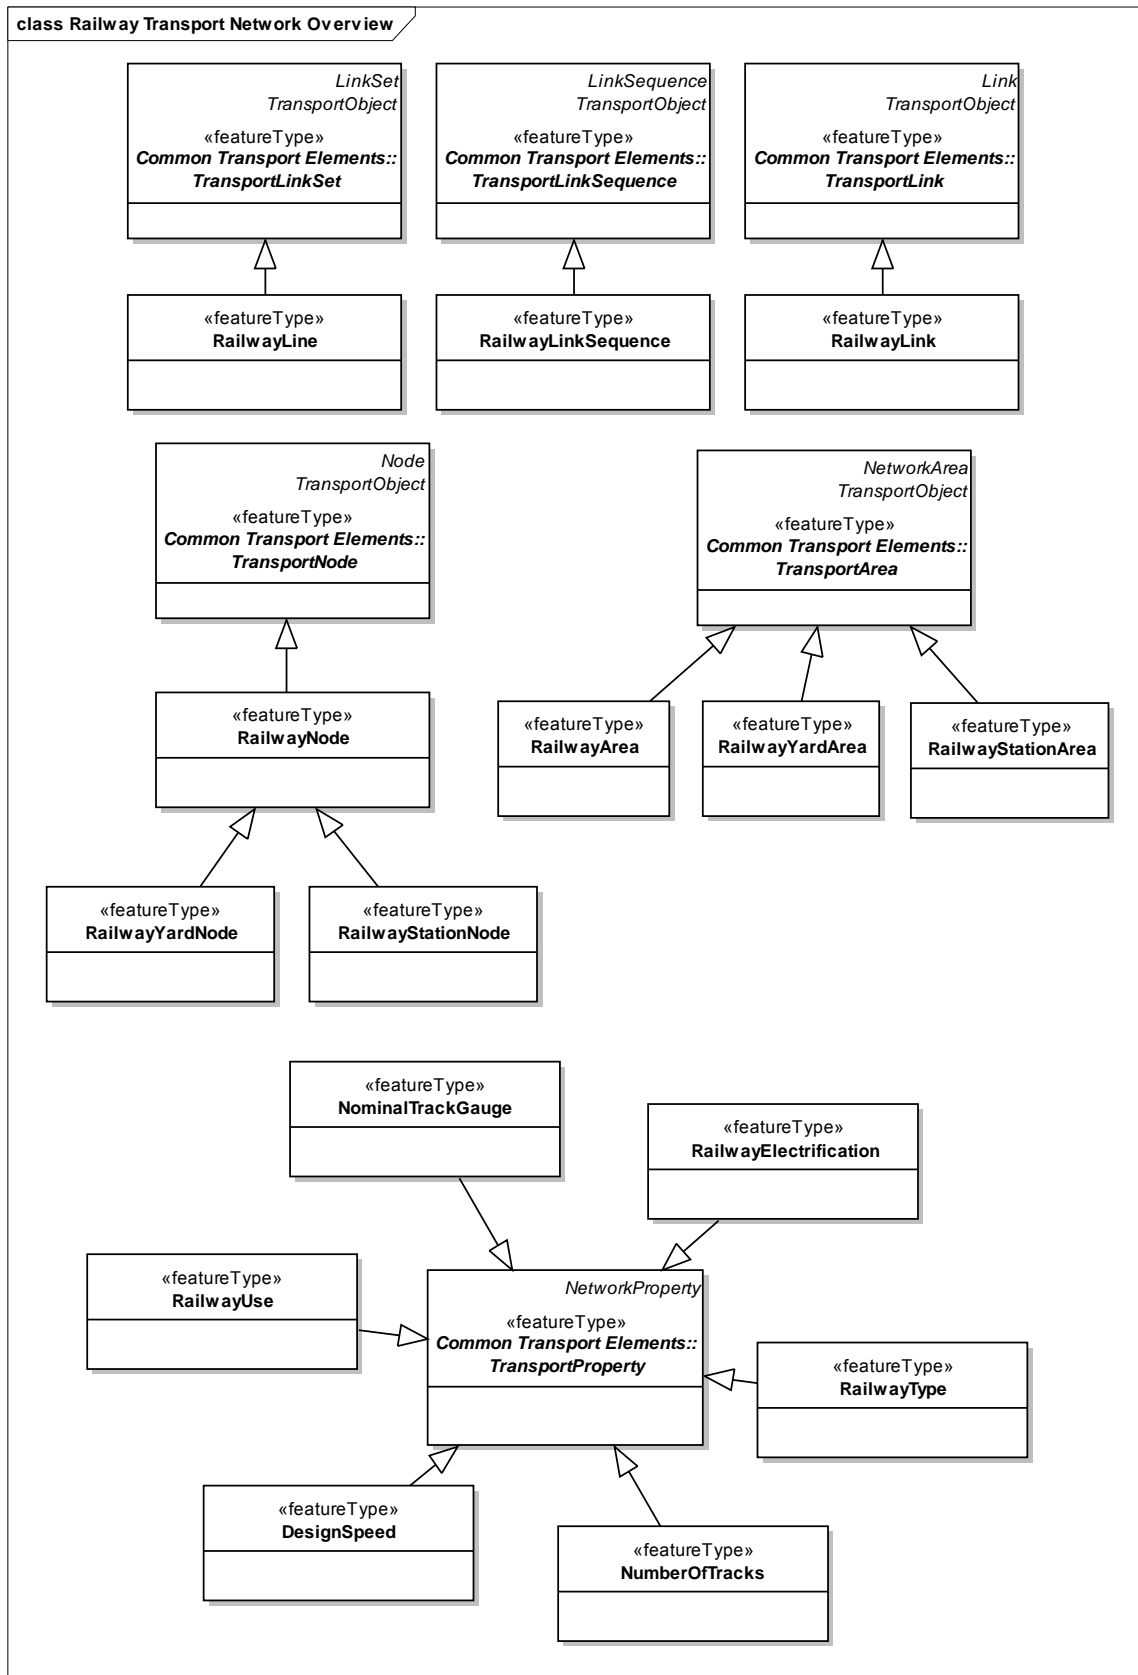 class Railway Transport Network Overview
LinkSet
TransportObject
«featureType»
Common Transport Elements::
TransportLinkSet
LinkSequence
TransportObject
«featureType»
Common Transport Elements::
TransportLinkSequence
Link
TransportObject
«featureType»
Common Transport Elements::
TransportLink
«featureType»
RailwayLine
«featureType»
RailwayLinkSequence
«featureType»
RailwayLink
Node
TransportObject
«featureType»
Common Transport Elements::
TransportNode
NetworkArea
TransportObject
«featureType»
Common Transport Elements::
TransportArea
«featureType»
RailwayNode
«featureType»
RailwayArea
«featureType»
RailwayYardArea
«featureType»
RailwayStationArea
«featureType»
RailwayYardNode
«featureType»
RailwayStationNode
«featureType»
NominalTrackGauge
«featureType»
RailwayElectrification
«featureType»
RailwayUse
NetworkProperty
«featureType»
Common Transport Elements::
TransportProperty
«featureType»
RailwayType
«featureType»
DesignSpeed
«featureType»
NumberOfTracks